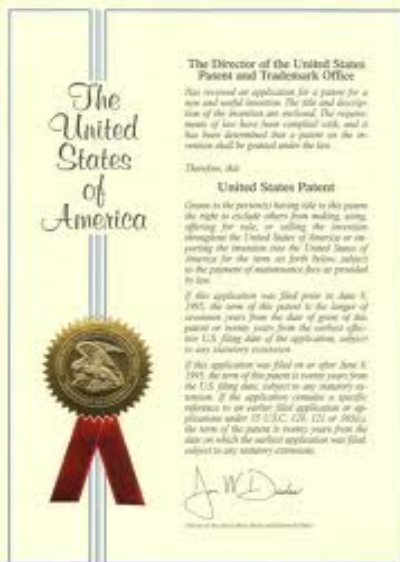 The
United
States
of
America
The Director of the United States
Patent and Trademark Office
Has received an application for a patent for a
new and useful invention. The title and descrip-
tion of the invention are enclosed. The require-
ments of law have been complied with, and it
has been determined that a patent on the in-
vention shall be granted under the law.
Therefore, this
United States Patent
Grants to the person(s) having title to this patent
the right to exclude others from making, using,
offering for sale, or selling the invention
throughout the United States of America or im-
porting the invention into the United States of
America for the term set forth below, subject
to the payment of maintenance fees as provided
by law.
If this application was filed prior to June 8,
1995, the term of this patent is the longer of
seventeen years from the date of grant of this
patent or twenty years from the earliest effec-
tive U.S. filing date of the application, subject
to any statutory extension.
If this application was filed on or after June 8,
1995, the term of this patent is twenty years from
the U.S. filing date, subject to any statutory ex-
tension. If the application contains a specific
reference to an earlier filed application or ap-
plications under 35 U.S.C. 120, 121 or 365(c),
the term of the patent is twenty years from the
date on which the earliest application was filed,
subject to any statutory extensions.